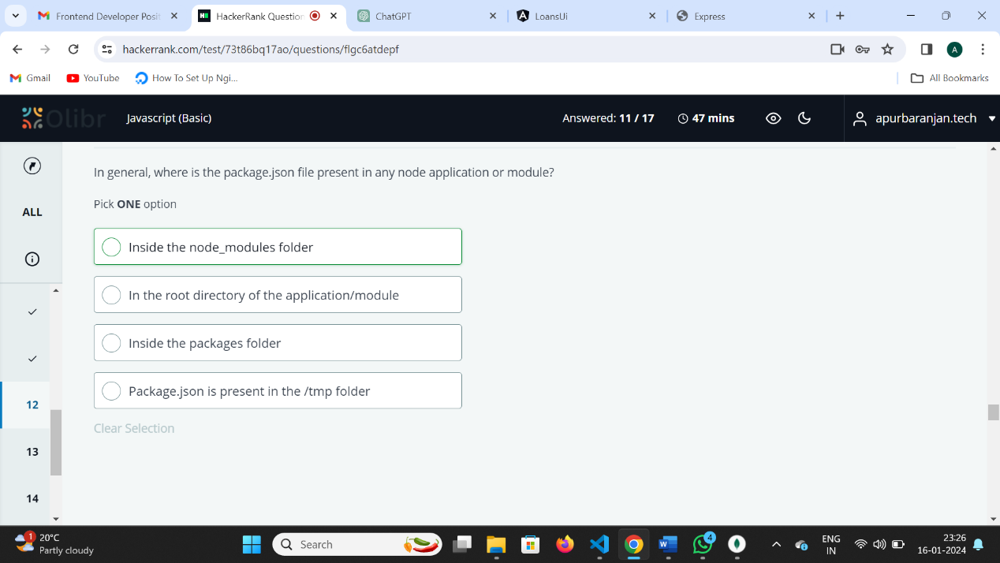 Frontend Developer Posit
HackerRank Question
ChatGPT
LoansUi
Express
hackerrank.com/test/73t86bq17ao/questions/flgc6atdepf
A
Gmail
YouTube
How To Set Up Ngi...
All Bookmarks
Olibr
Javascript (Basic)
Answered: 11 / 17
47 mins
apurbaranjan.tech
ALL
12
13
14
In general, where is the package.json file present in any node application or module?
Pick ONE option
Inside the node_modules folder
In the root directory of the application/module
Inside the packages folder
Package.json is present in the /tmp folder
Clear Selection
1
20°C
Partly cloudy
Search
4
ENG
IN
23:26
16-01-2024